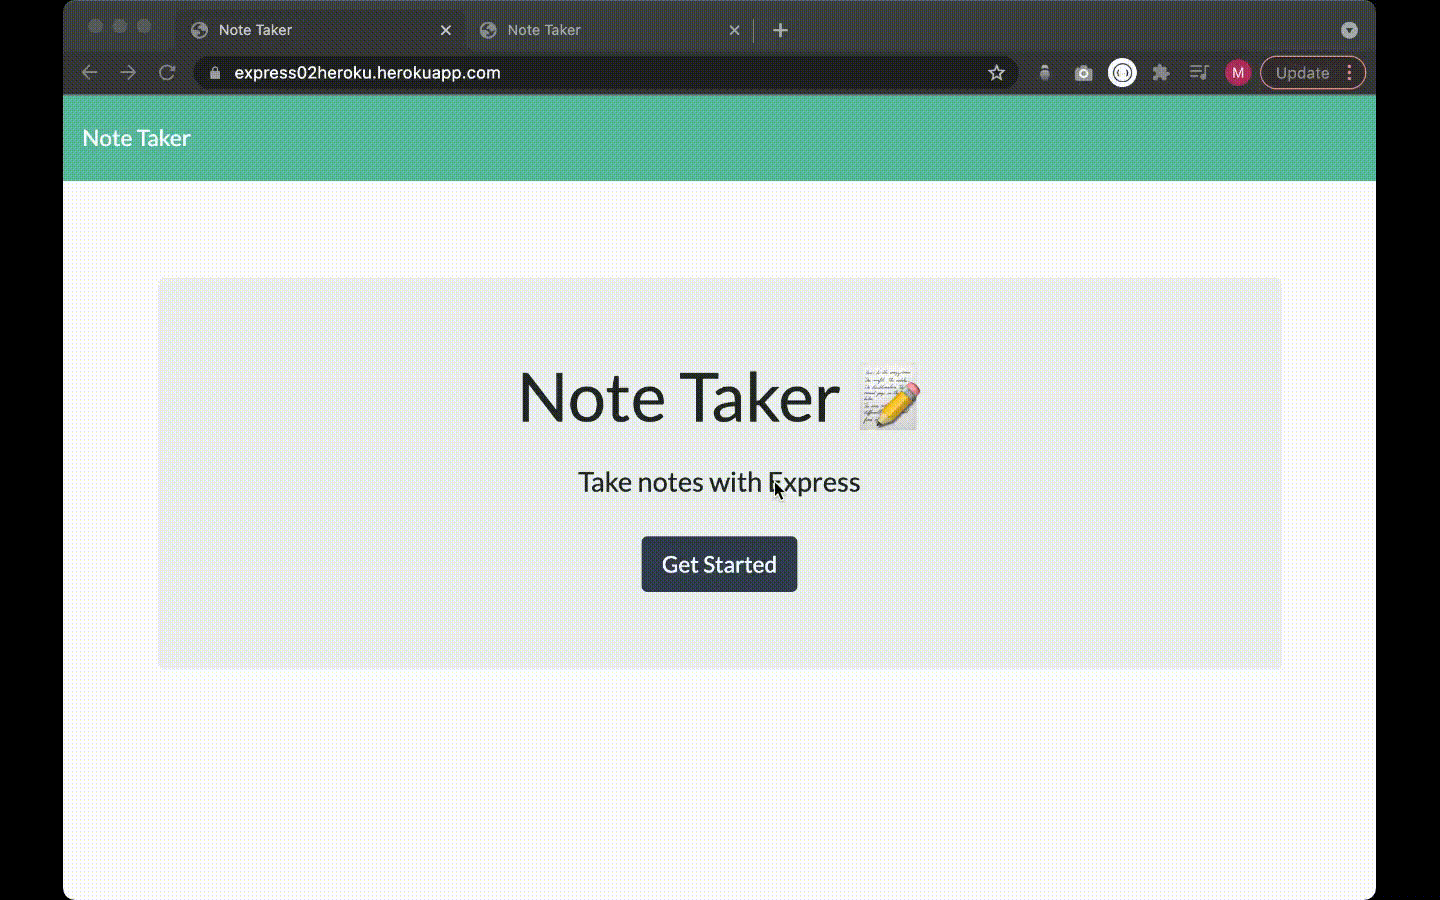 Note Taker
Note Taker
express02heroku.herokuapp.com
M
Update
Note Taker
Note Taker
Take notes with Express
Get Started